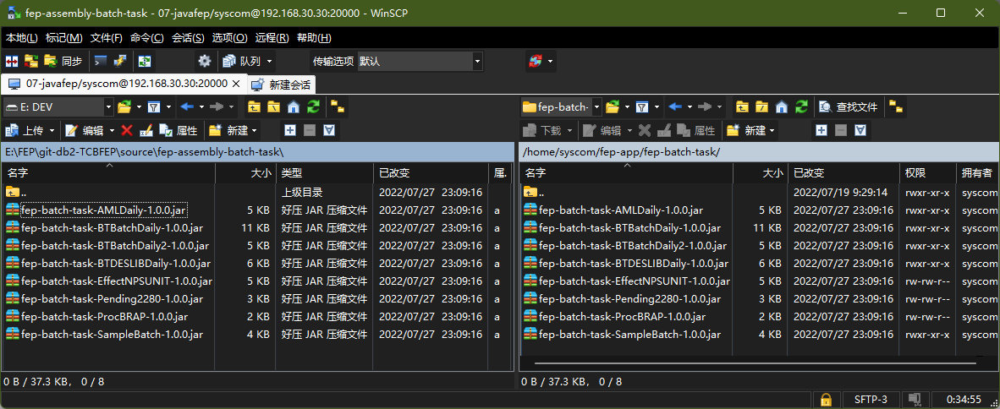 fep-assembly-batch-task - 07-javafep/syscom@192.168.30.30:20000 - WinSCP
本地(L) 标记(M) 文件(F) 命令(C) 会话(S) 选项(O) 远程(R) 帮助(H)
同步 队列 传输选项 默认
07-javafep/syscom@192.168.30.30:20000 新建会话
E: DEV fep-batch- 查找文件
上传 编辑 属性 新建 下载 编辑 属性 新建
E:\FEP\git-db2-TCBFEP\source\fep-assembly-batch-task\ /home/syscom/fep-app/fep-batch-task/
名字 大小 类型 已改变 属. 名字 大小 已改变 权限 拥有者
.. 上级目录 2022/07/27 23:09:16 .. 2022/07/19 9:29:14 rwxr-xr-x syscom
fep-batch-task-AMLDaily-1.0.0.jar 5 KB 好压 JAR 压缩文件 2022/07/27 23:09:16 a fep-batch-task-AMLDaily-1.0.0.jar 5 KB 2022/07/27 23:09:16 rwxr-xr-x syscom
fep-batch-task-BTBatchDaily-1.0.0.jar 11 KB 好压 JAR 压缩文件 2022/07/27 23:09:16 a fep-batch-task-BTBatchDaily-1.0.0.jar 11 KB 2022/07/27 23:09:16 rwxr-xr-x syscom
fep-batch-task-BTBatchDaily2-1.0.0.jar 5 KB 好压 JAR 压缩文件 2022/07/27 23:09:16 a fep-batch-task-BTBatchDaily2-1.0.0.jar 5 KB 2022/07/27 23:09:16 rwxr-xr-x syscom
fep-batch-task-BTDESLIBDaily-1.0.0.jar 6 KB 好压 JAR 压缩文件 2022/07/27 23:09:16 a fep-batch-task-BTDESLIBDaily-1.0.0.jar 6 KB 2022/07/27 23:09:16 rwxr-xr-x syscom
fep-batch-task-EffectNPSUNIT-1.0.0.jar 5 KB 好压 JAR 压缩文件 2022/07/27 23:09:16 a fep-batch-task-EffectNPSUNIT-1.0.0.jar 5 KB 2022/07/27 23:09:16 rw-rw-r-- syscom
fep-batch-task-Pending2280-1.0.0.jar 3 KB 好压 JAR 压缩文件 2022/07/27 23:09:16 a fep-batch-task-Pending2280-1.0.0.jar 3 KB 2022/07/27 23:09:16 rw-rw-r-- syscom
fep-batch-task-ProcBRAP-1.0.0.jar 2 KB 好压 JAR 压缩文件 2022/07/27 23:09:16 a fep-batch-task-ProcBRAP-1.0.0.jar 2 KB 2022/07/27 23:09:16 rw-rw-r-- syscom
fep-batch-task-SampleBatch-1.0.0.jar 4 KB 好压 JAR 压缩文件 2022/07/27 23:09:16 a fep-batch-task-SampleBatch-1.0.0.jar 4 KB 2022/07/27 23:09:16 rwxr-xr-x syscom
0 B / 37.3 KB， 0 / 8 0 B / 37.3 KB， 0 / 8
SFTP-3 0:34:55